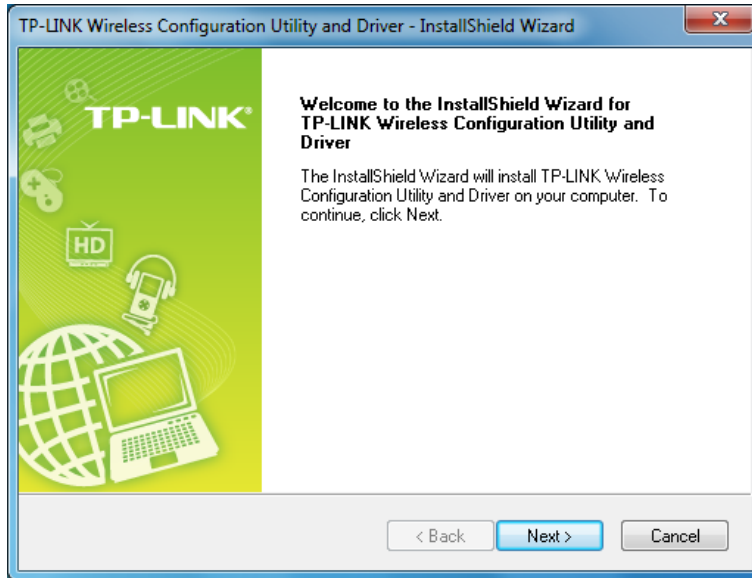 TP-LINK Wireless Configuration Utility and Driver - InstallShield Wizard
TP-LINK®
HD
Welcome to the InstallShield Wizard for
TP-LINK Wireless Configuration Utility and
Driver
The InstallShield Wizard will install TP-LINK Wireless
Configuration Utility and Driver on your computer. To
continue, click Next.
< Back
Next >
Cancel